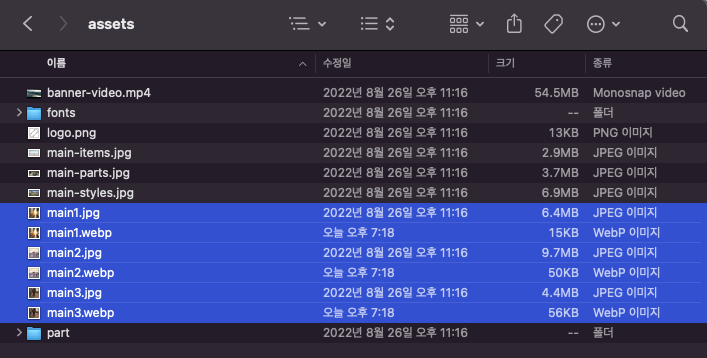 assets
이름 수정일 크기 종류
banner-video.mp4 2022년 8월 26일 오후 11:16 54.5MB Monosnap video
fonts 2022년 8월 26일 오후 11:16 -- 폴더
logo.png 2022년 8월 26일 오후 11:16 13KB PNG 이미지
main-items.jpg 2022년 8월 26일 오후 11:16 2.9MB JPEG 이미지
main-parts.jpg 2022년 8월 26일 오후 11:16 3.7MB JPEG 이미지
main-styles.jpg 2022년 8월 26일 오후 11:16 6.9MB JPEG 이미지
main1.jpg 2022년 8월 26일 오후 11:16 6.4MB JPEG 이미지
main1.webp 오늘 오후 7:18 15KB WebP 이미지
main2.jpg 2022년 8월 26일 오후 11:16 9.7MB JPEG 이미지
main2.webp 오늘 오후 7:18 50KB WebP 이미지
main3.jpg 2022년 8월 26일 오후 11:16 4.4MB JPEG 이미지
main3.webp 오늘 오후 7:18 56KB WebP 이미지
part 2022년 8월 26일 오후 11:16 -- 폴더